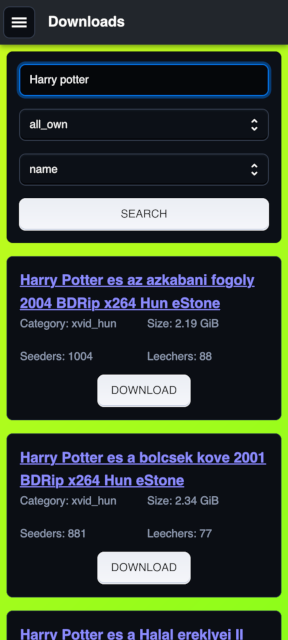 Downloads
Harry potter
all_own
name
SEARCH
Harry Potter es az azkabani fogoly
2004 BDRip x264 Hun eStone
Category: xvid_hun Size: 2.19 GiB
Seeders: 1004 Leechers: 88
DOWNLOAD
Harry Potter es a bolcsek kove 2001
BDRip x264 Hun eStone
Category: xvid_hun Size: 2.34 GiB
Seeders: 881 Leechers: 77
DOWNLOAD
Harry Potter es a Halal ereklyei II